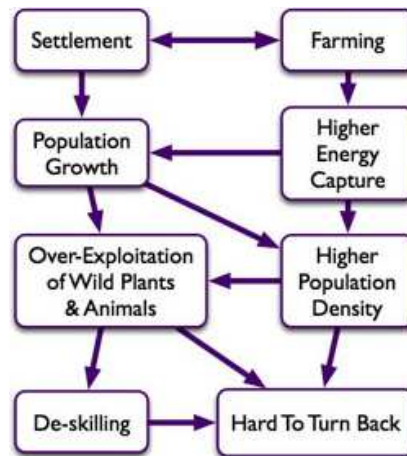 Settlement
Farming
Population
Growth
Higher
Energy
Capture
Over-Exploitation
of Wild Plants
& Animals
Higher
Population
Density
De-skilling
Hard To Turn Back